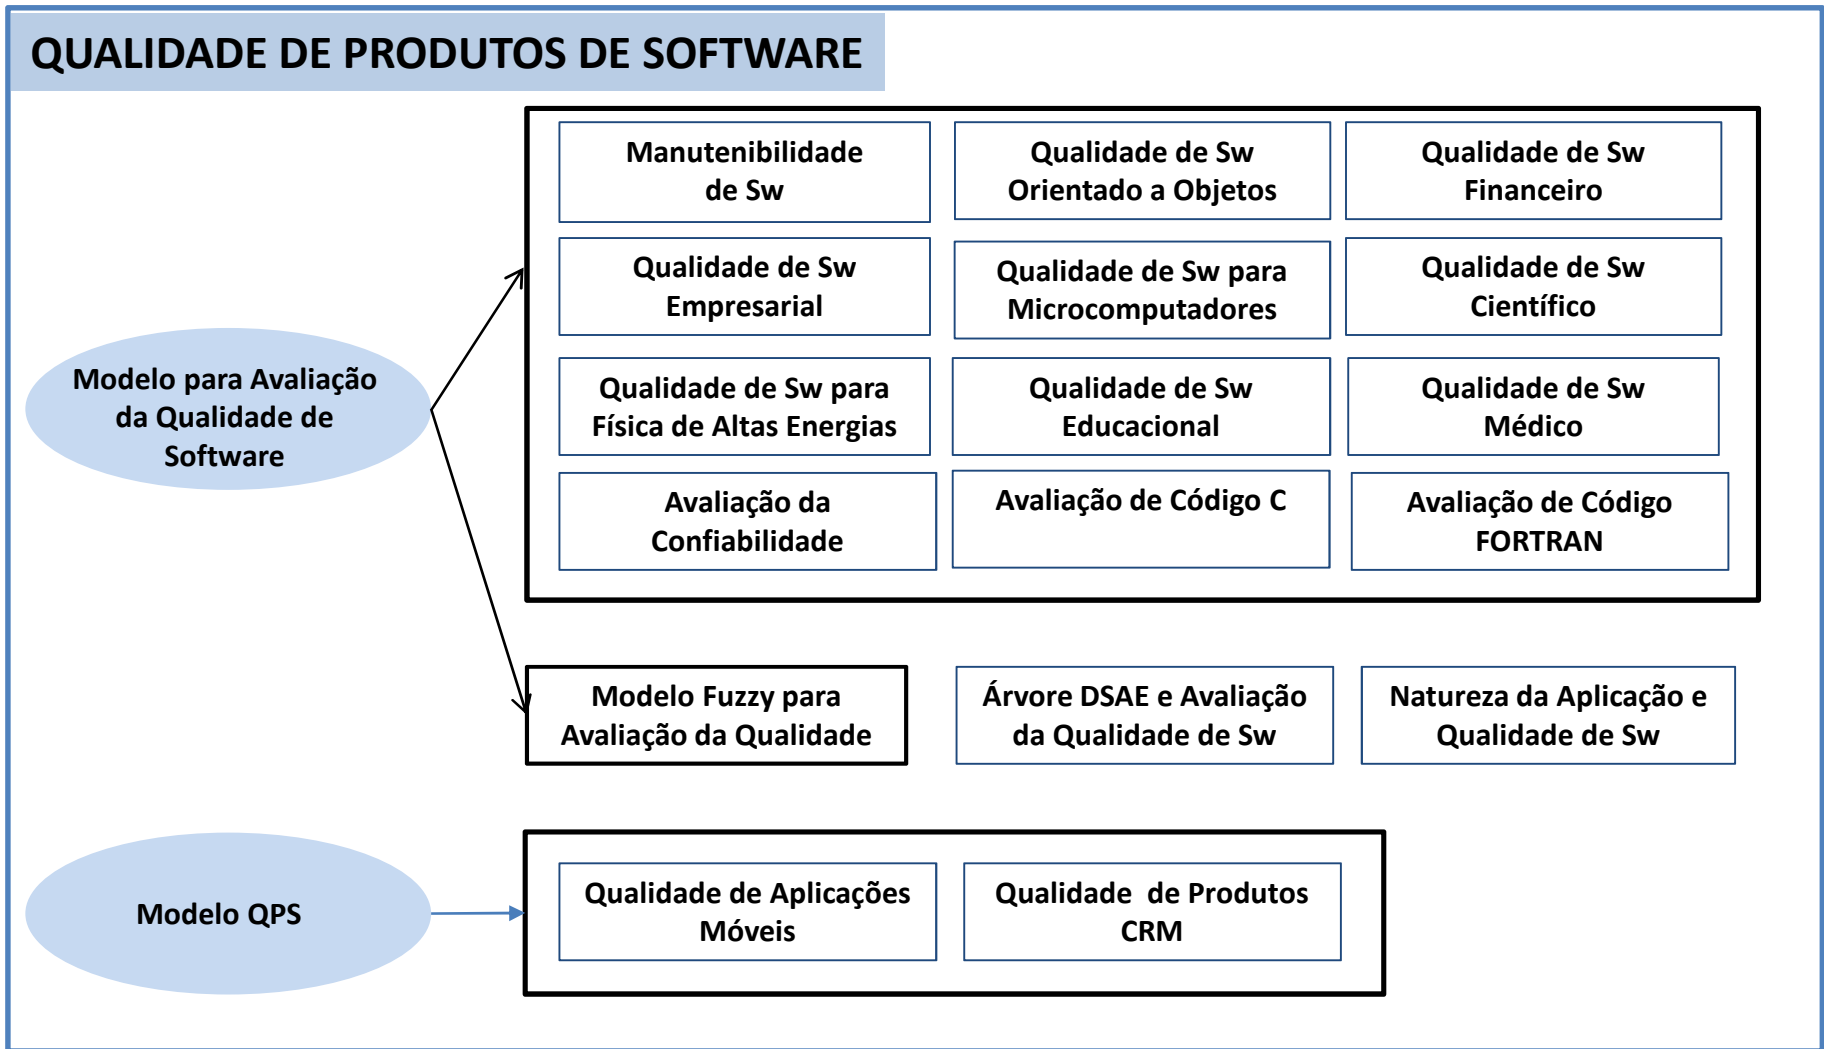 QUALIDADE DE PRODUTOS DE SOFTWARE
Manutenibilidade
de Sw
Qualidade de Sw
Orientado a Objetos
Qualidade de Sw
Financeiro
Qualidade de Sw
Empresarial
Qualidade de Sw para
Microcomputadores
Qualidade de Sw
Científico
Modelo para Avaliação
da Qualidade de
Software
Qualidade de Sw para
Física de Altas Energias
Qualidade de Sw
Educacional
Qualidade de Sw
Médico
Avaliação da
Confiabilidade
Avaliação de Código C
Avaliação de Código
FORTRAN
Modelo Fuzzy para
Avaliação da Qualidade
Árvore DSAE e Avaliação
da Qualidade de Sw
Natureza da Aplicação e
Qualidade de Sw
Modelo QPS
Qualidade de Aplicações
Móveis
Qualidade de Produtos
CRM